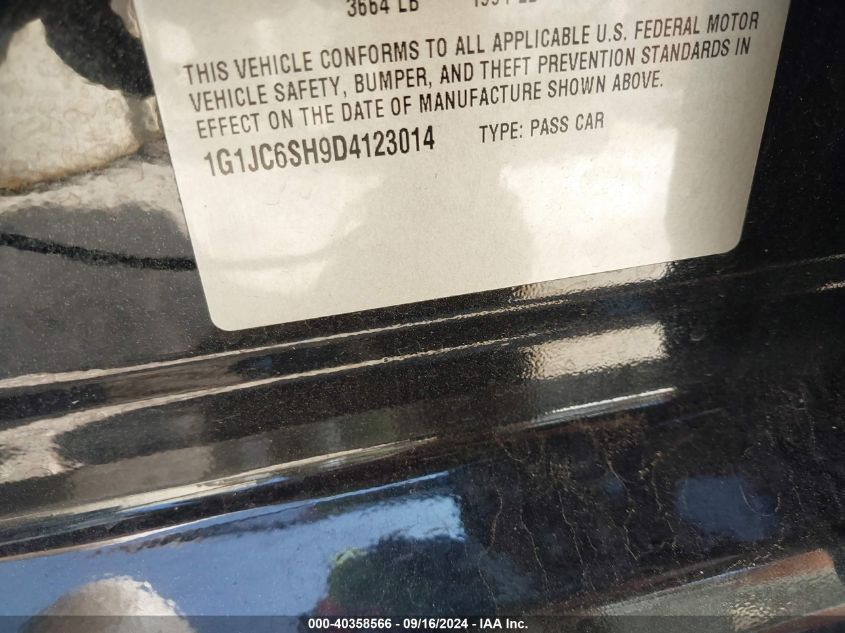 3664 LB
THIS VEHICLE CONFORMS TO ALL APPLICABLE U.S. FEDERAL MOTOR
VEHICLE SAFETY, BUMPER, AND THEFT PREVENTION STANDARDS IN
EFFECT ON THE DATE OF MANUFACTURE SHOWN ABOVE.
1G1JC6SH9D4123014 TYPE: PASS CAR
000-40358566 - 09/16/2024 - IAA Inc.